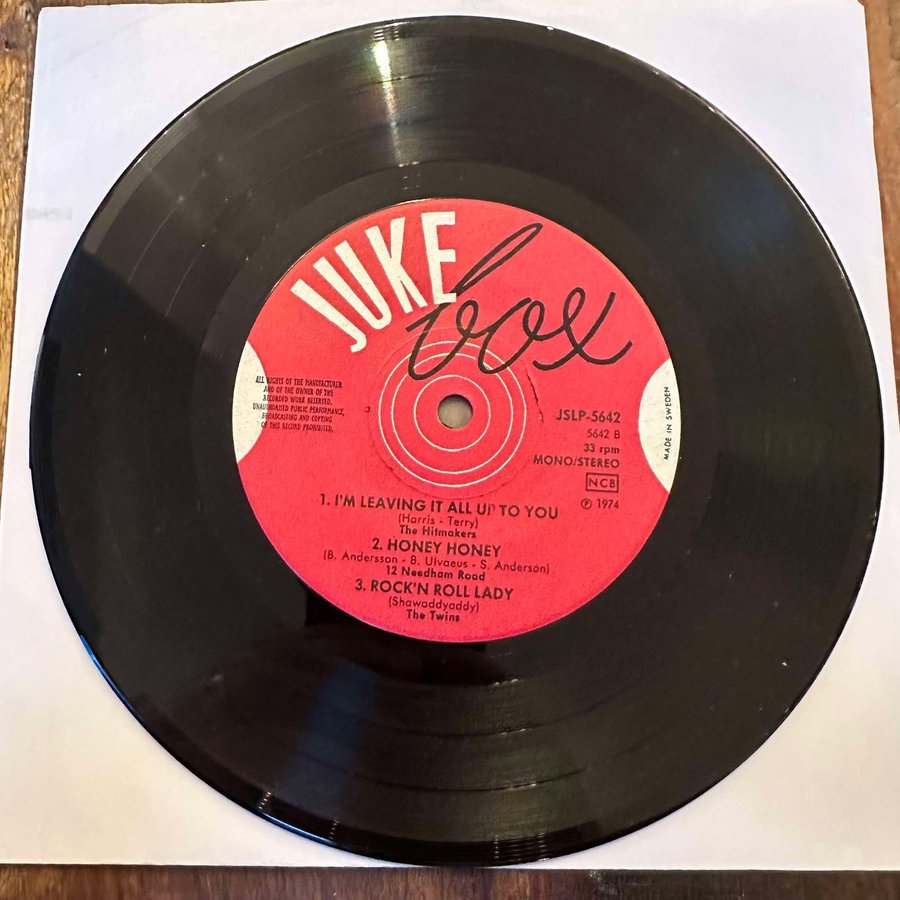 JUKE
box
ALL RIGHTS OF THE MANUFACTURER
AND OF THE OWNER OF THE
RECORDED WORK RESERVED.
UNAUTHORISED PUBLIC PERFORMANCE,
BROADCASTING AND COPYING
OF THIS RECORD PROHIBITED.
JSLP-5642
5642 B
33 rpm
MONO/STEREO
NCB
℗ 1974
MADE IN SWEDEN
1. I'M LEAVING IT ALL UP TO YOU
(Harris - Terry)
The Hitmakers
2. HONEY HONEY
(B. Andersson - B. Ulvaeus - S. Anderson)
12 Needham Road
3. ROCK'N ROLL LADY
(Shawaddyaddy)
The Twins